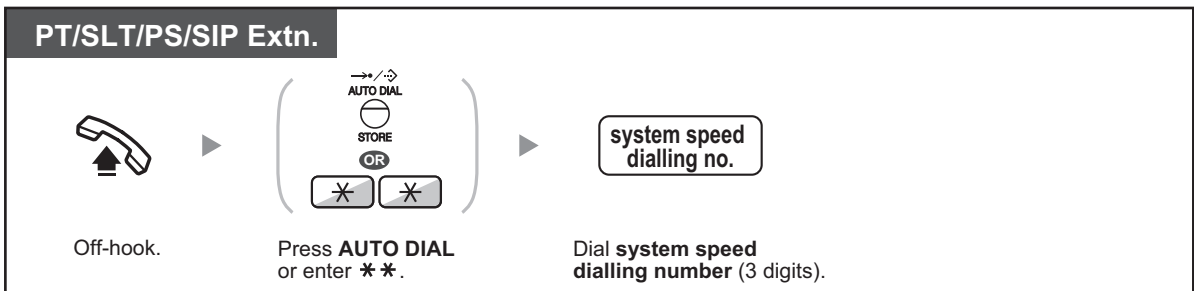 PT/SLT/PS/SIP Extn.
AUTO DIAL
STORE
OR
* *
system speed
dialling no.
Off-hook.
Press AUTO DIAL
or enter **.
Dial system speed
dialling number (3 digits).